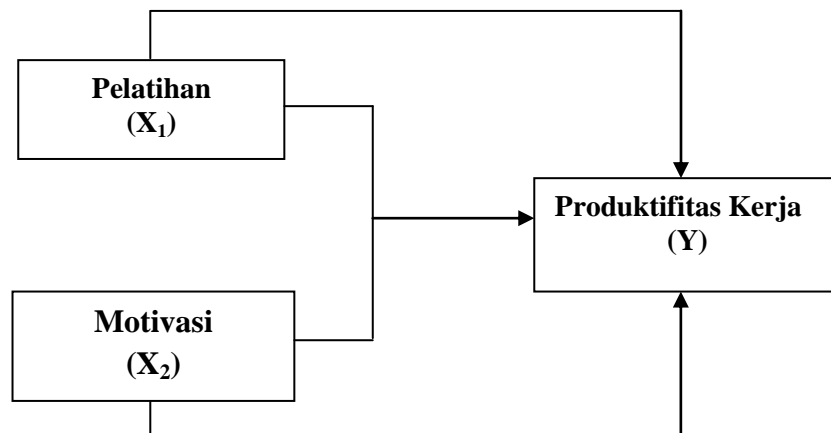 Pelatihan
(X₁)
Produktifitas Kerja
(Y)
Motivasi
(X₂)